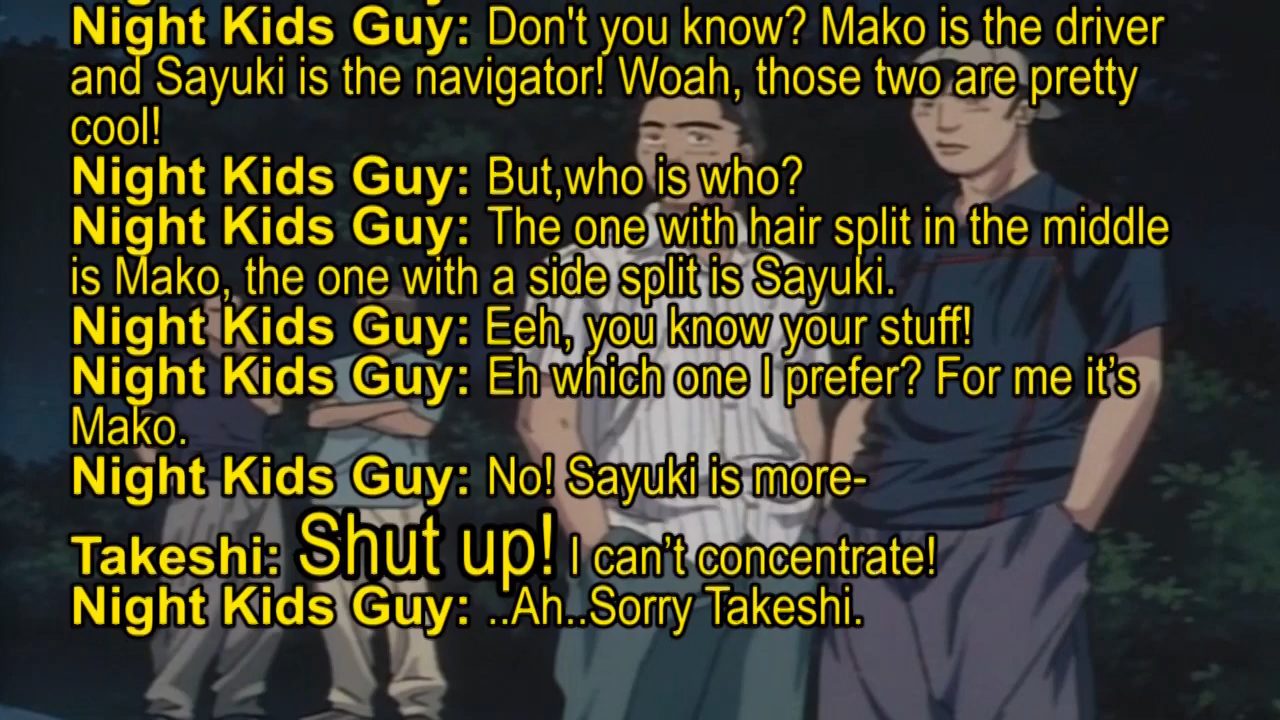 Night Kids Guy: Don't you know? Mako is the driver
and Sayuki is the navigator! Woah, those two are pretty
cool!
Night Kids Guy: But,who is who?
Night Kids Guy: The one with hair split in the middle
is Mako, the one with a side split is Sayuki.
Night Kids Guy: Eeh, you know your stuff!
Night Kids Guy: Eh which one I prefer? For me it’s
Mako.
Night Kids Guy: No! Sayuki is more-
Takeshi: Shut up! I can’t concentrate!
Night Kids Guy: ..Ah..Sorry Takeshi.